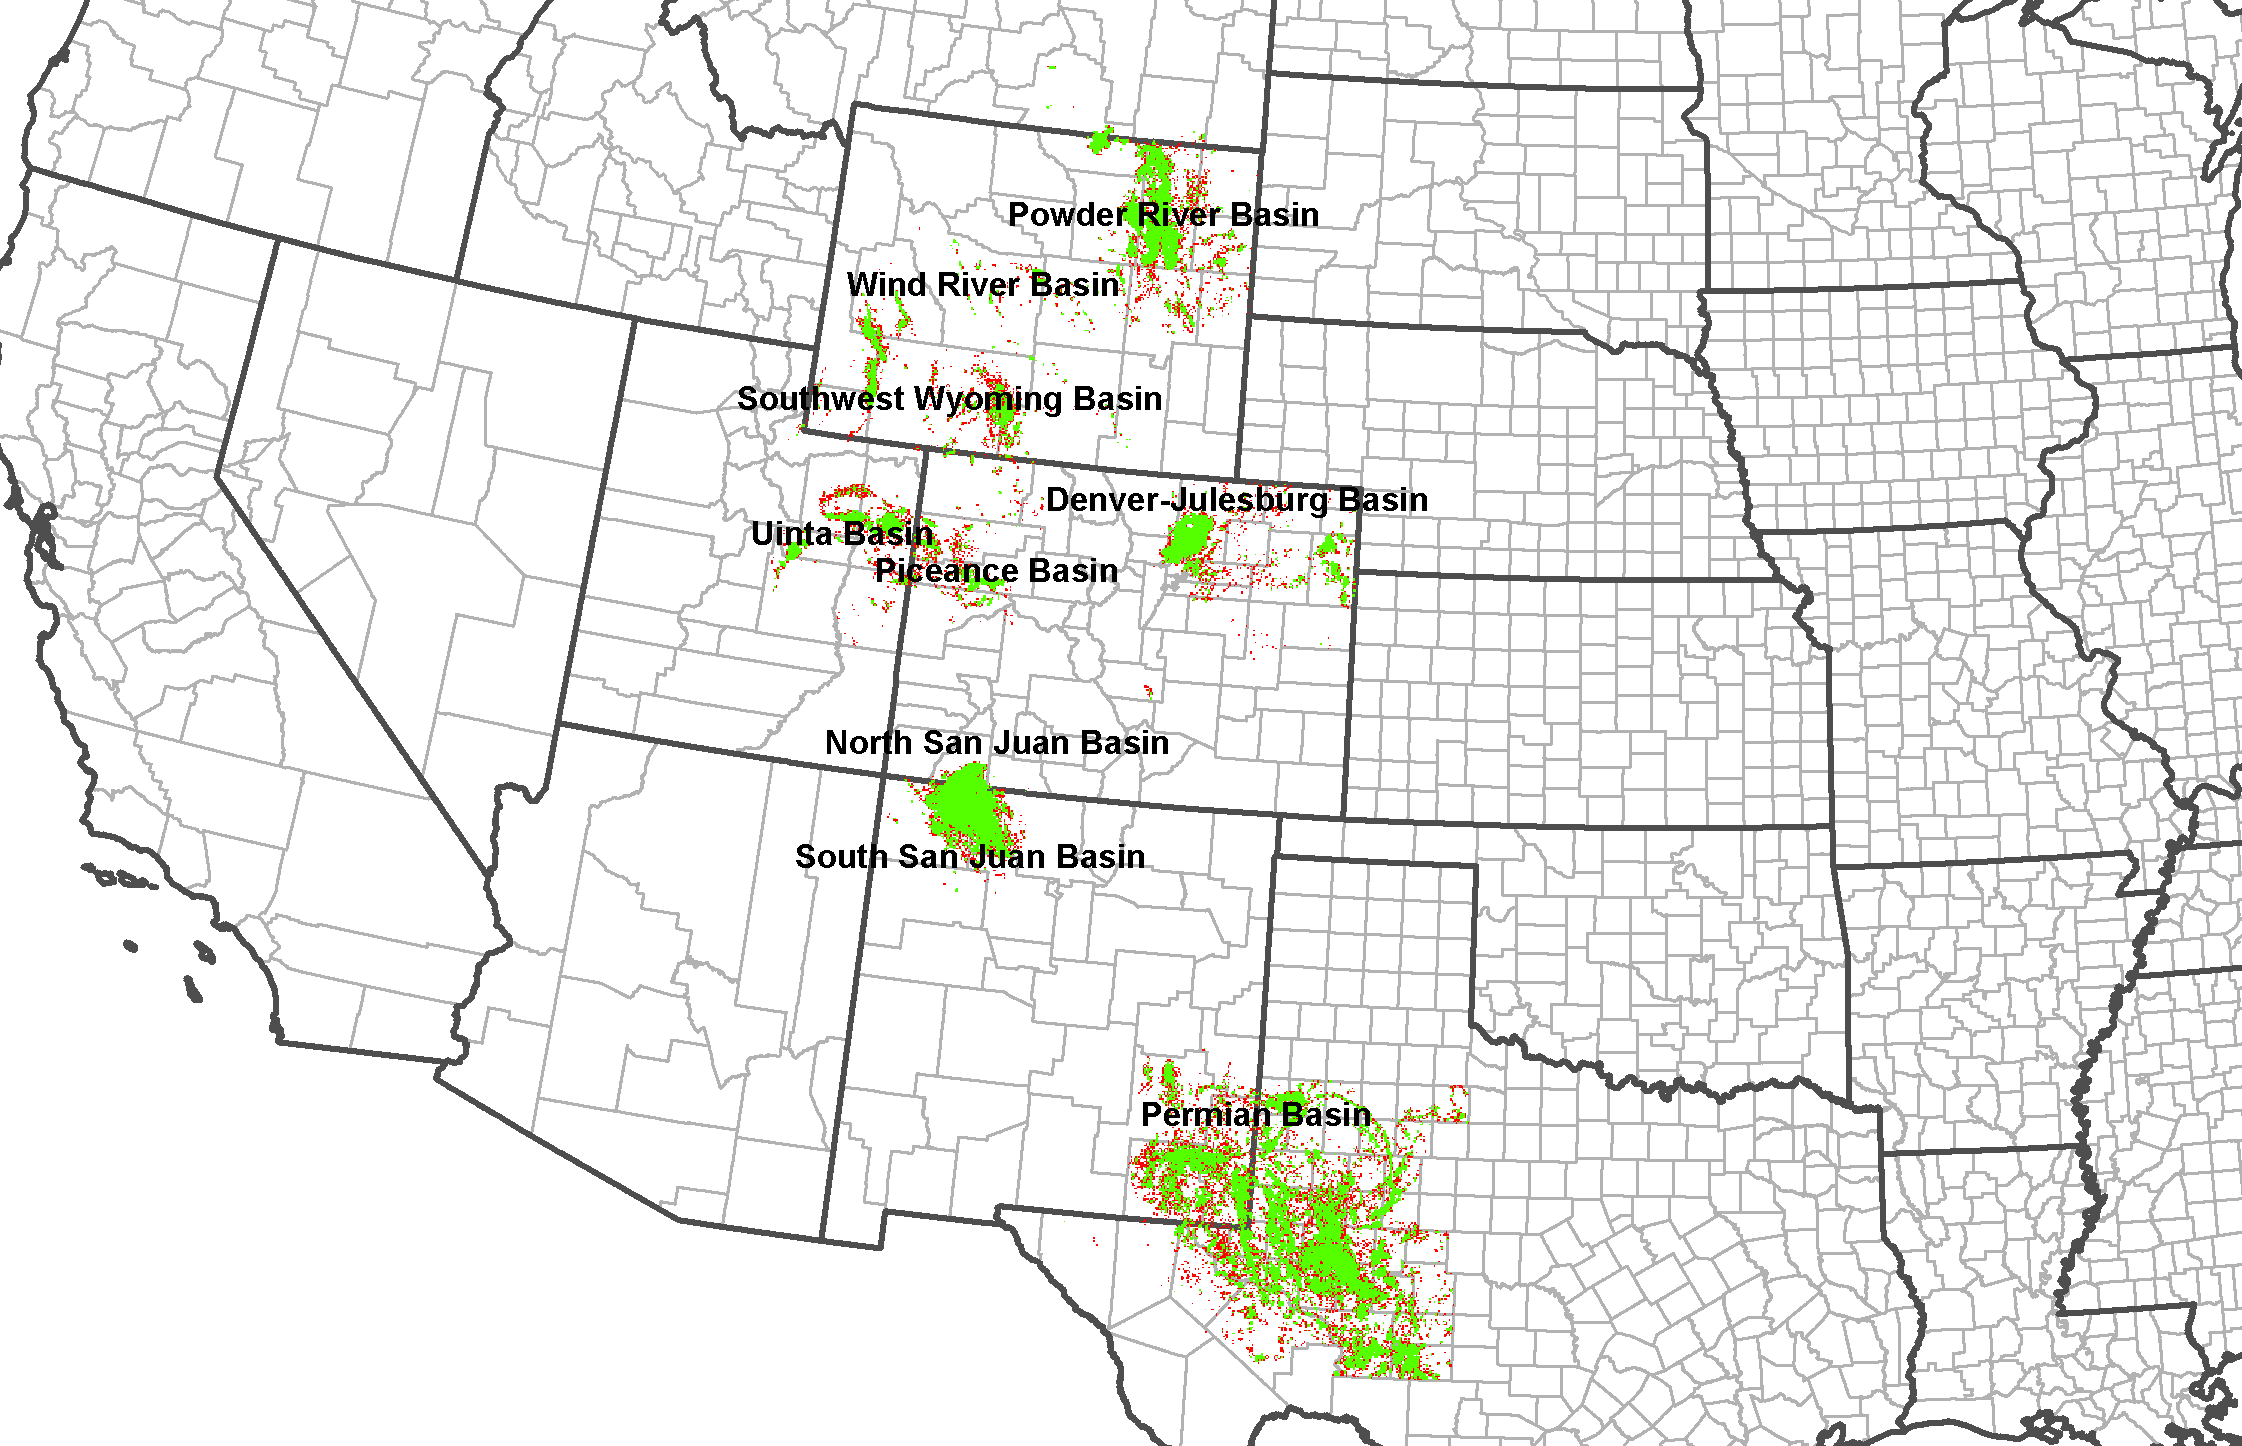 Powder River Basin
Wind River Basin
Southwest Wyoming Basin
Denver-Julesburg Basin
Uinta Basin
Piceance Basin
North San Juan Basin
South San Juan Basin
Permian Basin